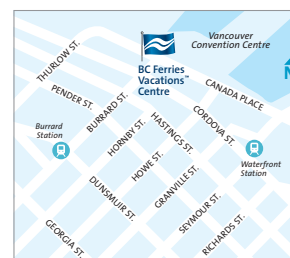 Vancouver
Convention Centre
THURLOW ST.
BC Ferries
Vacations™
Centre
N
PENDER ST.
BURRARD ST.
CANADA PLACE
Burrard
Station
HORNBY ST.
HASTINGS ST.
CORDOVA ST.
HOWE ST.
Waterfront
Station
DUNSMUIR ST.
GRANVILLE ST.
SEYMOUR ST.
GEORGIA ST.
RICHARDS ST.